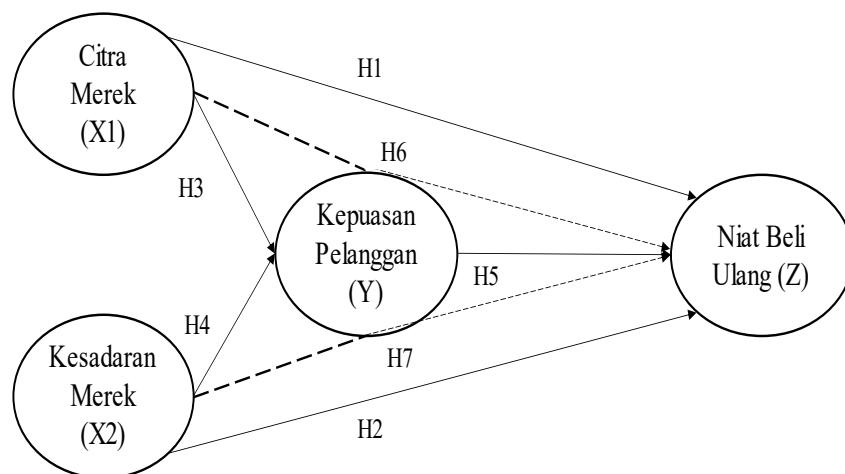 Citra
Merek
(X1)
H1
H3
H6
Kepuasan
Pelanggan
(Y)
H5
Niat Beli
Ulang (Z)
H4
H7
Kesadaran
Merek
(X2)
H2